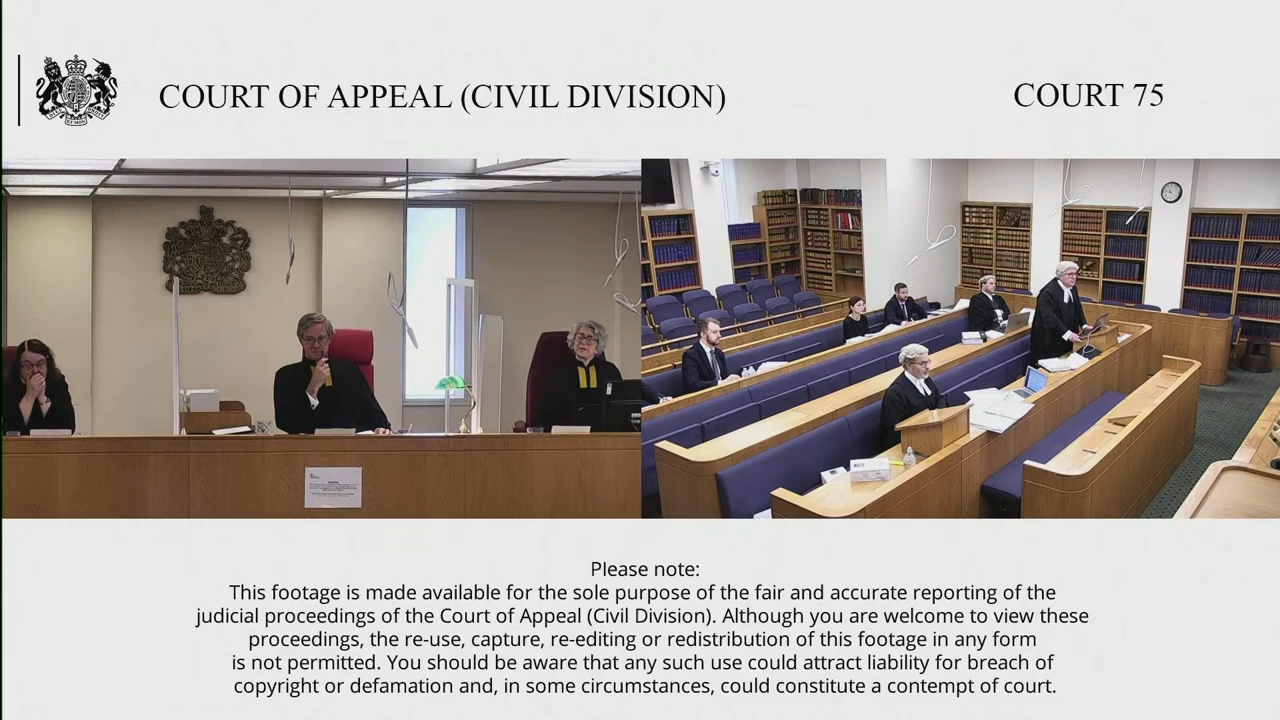 COURT OF APPEAL (CIVIL DIVISION)
COURT 75
Please note:
This footage is made available for the sole purpose of the fair and accurate reporting of the
judicial proceedings of the Court of Appeal (Civil Division). Although you are welcome to view these
proceedings, the re-use, capture, re-editing or redistribution of this footage in any form
is not permitted. You should be aware that any such use could attract liability for breach of
copyright or defamation and, in some circumstances, could constitute a contempt of court.